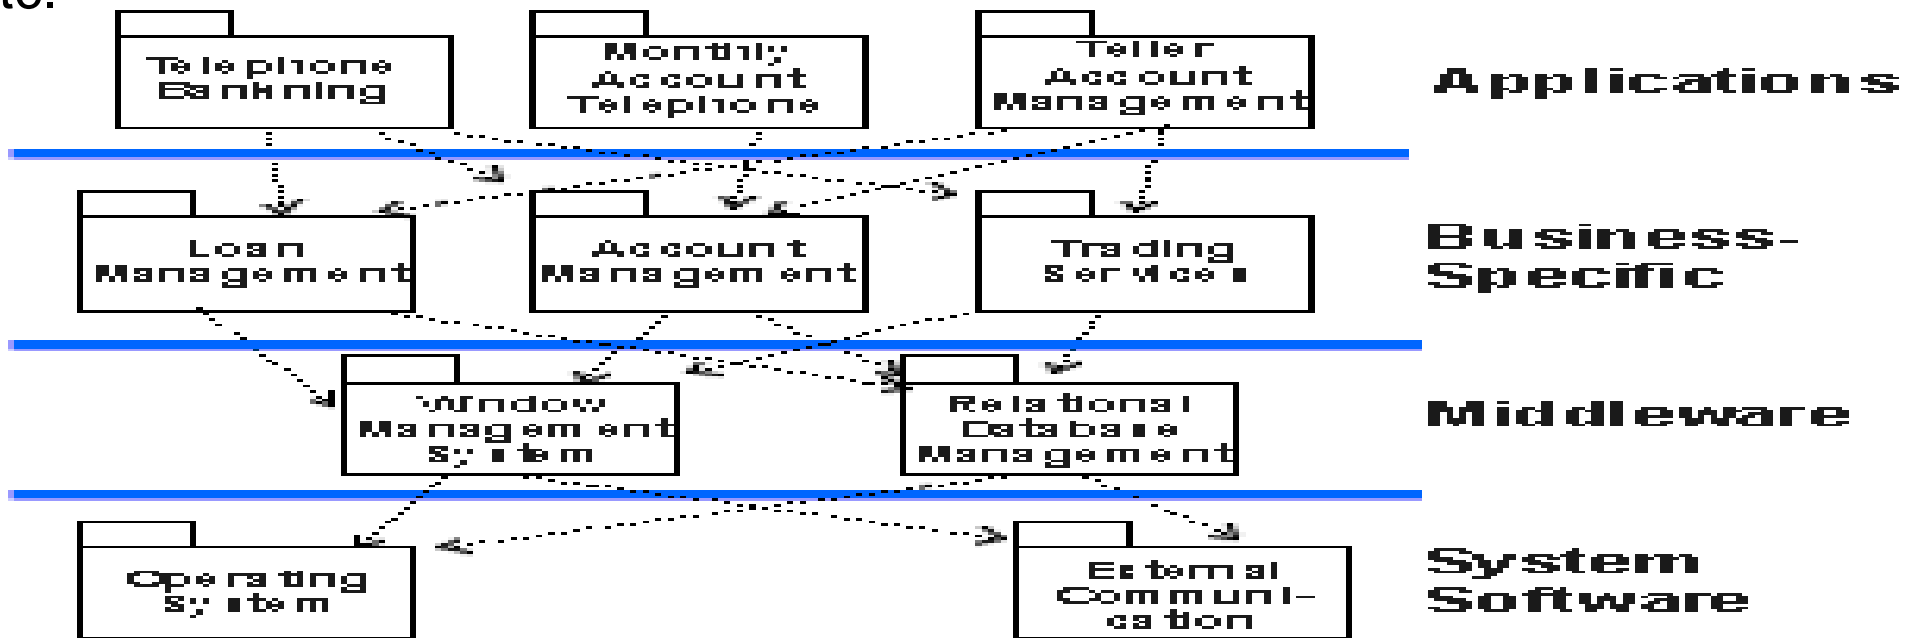 Telephone
Bankning
Monthly
Account
Telephone
Teller
Account
Management
Applications
Loan
Management
Account
Management
Trading
Services
Business-
Specific
Window
Management
System
Relational
Database
Management
Middleware
Operating
System
External
Communi-
cation
System
Software